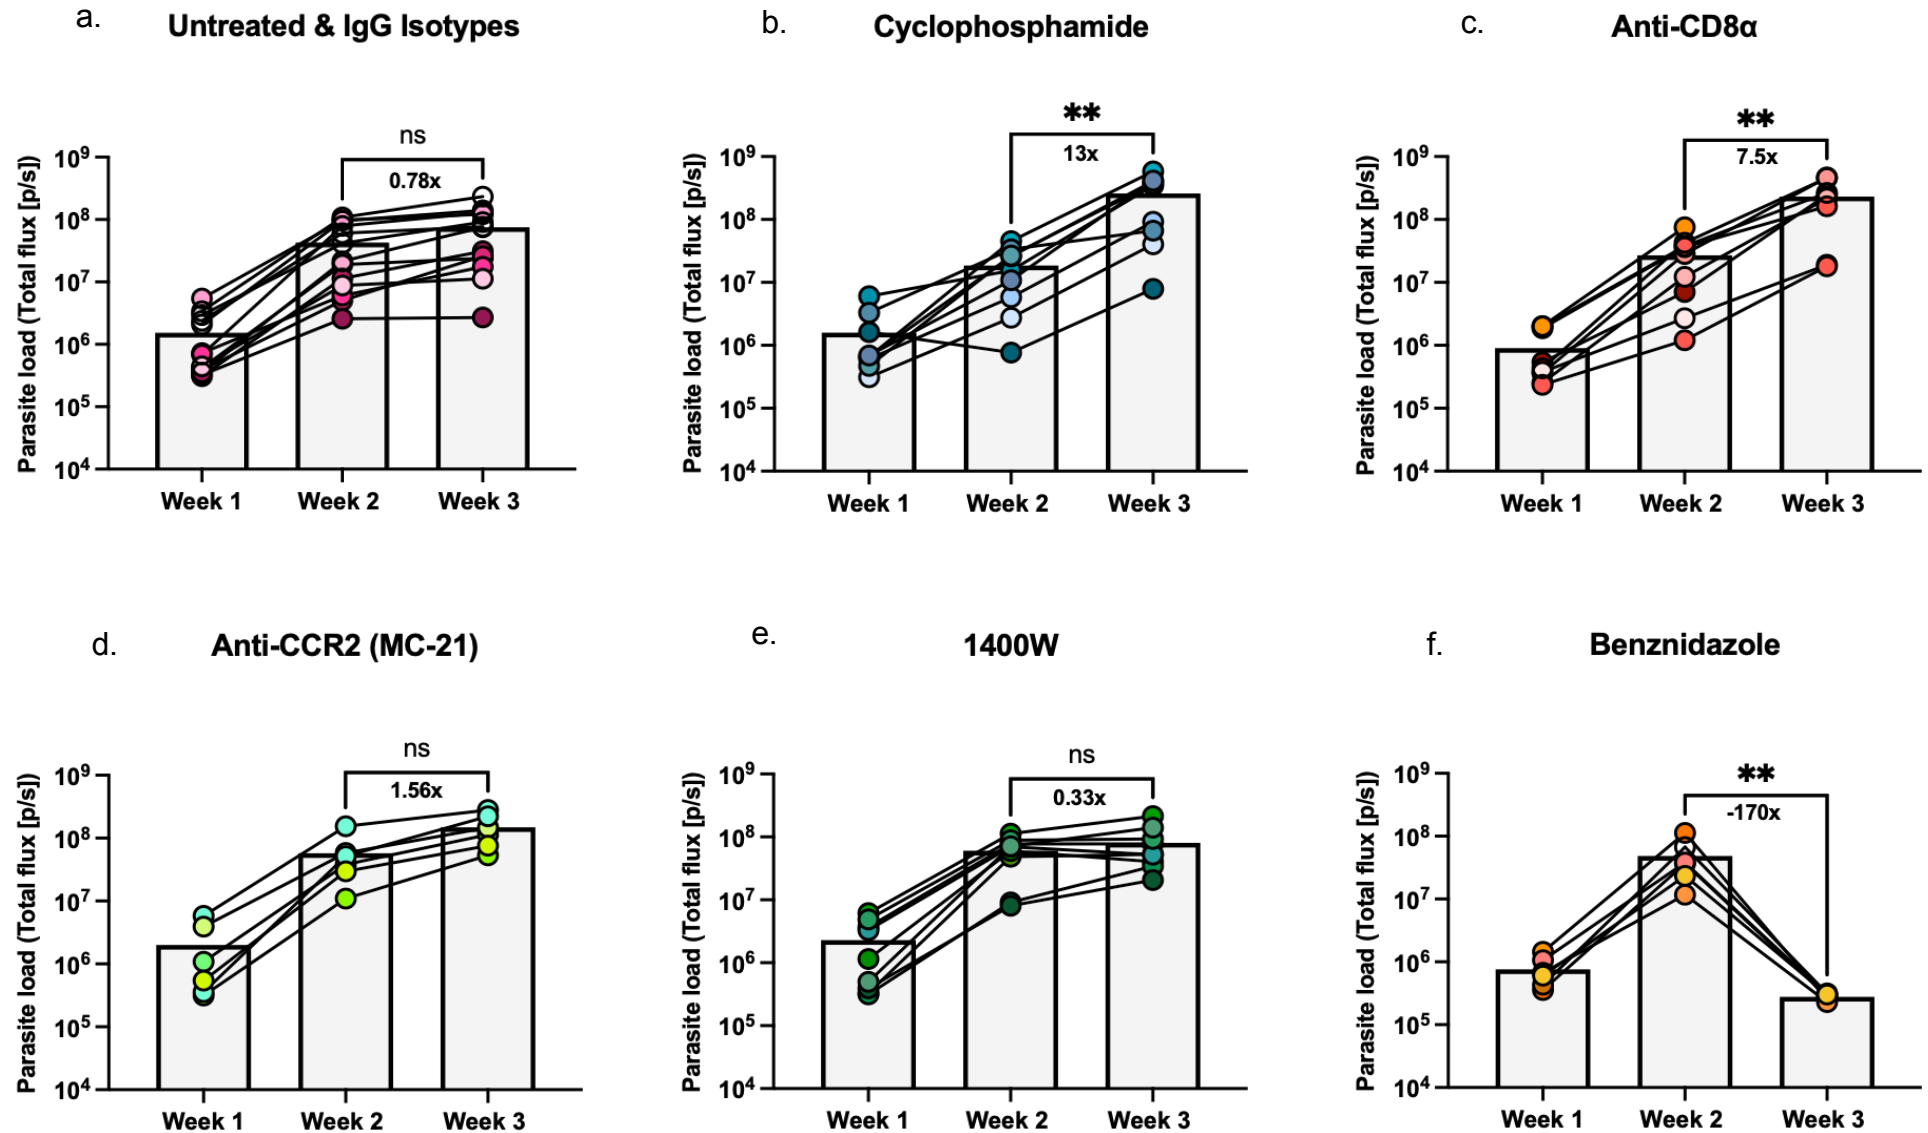 a.
Untreated & IgG Isotypes
ns
0.78x
Parasite load (Total flux [p/s])
10⁹
10⁸
10⁷
10⁶
10⁵
10⁴
Week 1 Week 2 Week 3
b.
Cyclophosphamide
**
13x
Parasite load (Total flux [p/s])
10⁹
10⁸
10⁷
10⁶
10⁵
10⁴
Week 1 Week 2 Week 3
c.
Anti-CD8α
**
7.5x
Parasite load (Total flux [p/s])
10⁹
10⁸
10⁷
10⁶
10⁵
10⁴
Week 1 Week 2 Week 3
d.
Anti-CCR2 (MC-21)
ns
1.56x
Parasite load (Total flux [p/s])
10⁹
10⁸
10⁷
10⁶
10⁵
10⁴
Week 1 Week 2 Week 3
e.
1400W
ns
0.33x
Parasite load (Total flux [p/s])
10⁹
10⁸
10⁷
10⁶
10⁵
10⁴
Week 1 Week 2 Week 3
f.
Benznidazole
**
-170x
Parasite load (Total flux [p/s])
10⁹
10⁸
10⁷
10⁶
10⁵
10⁴
Week 1 Week 2 Week 3